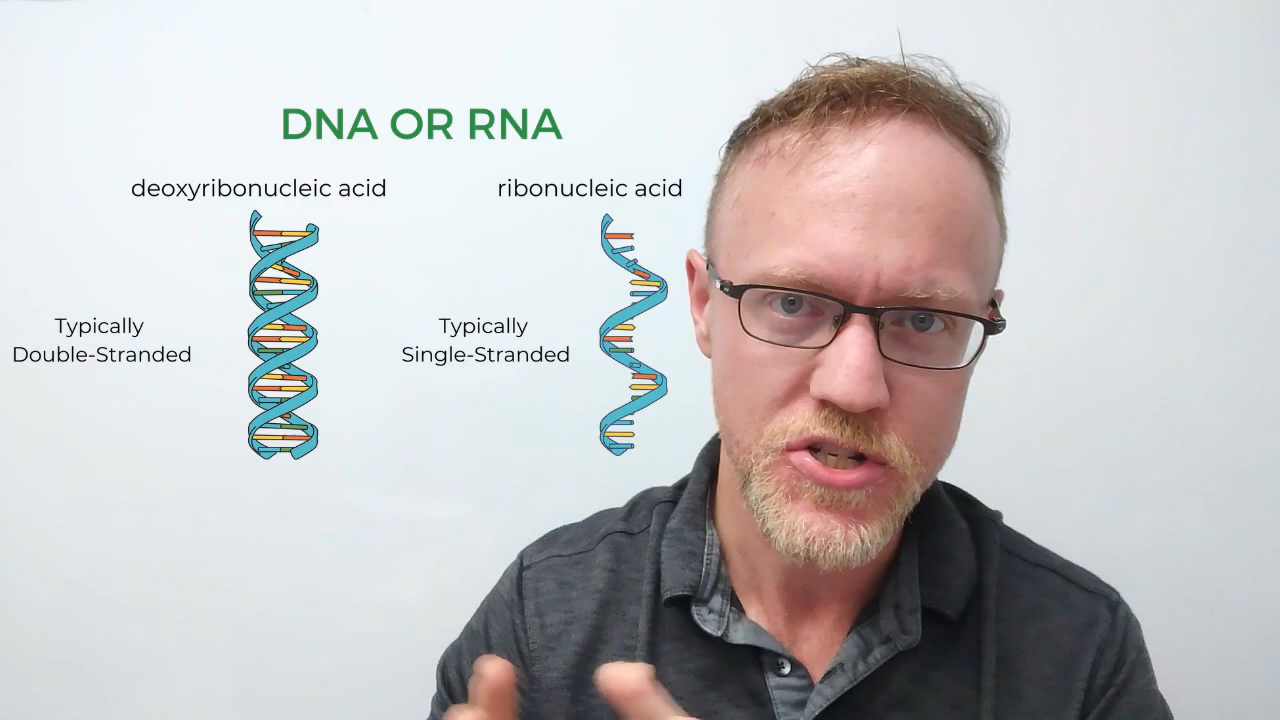 DNA OR RNA
deoxyribonucleic acid
ribonucleic acid
Typically
Double-Stranded
Typically
Single-Stranded